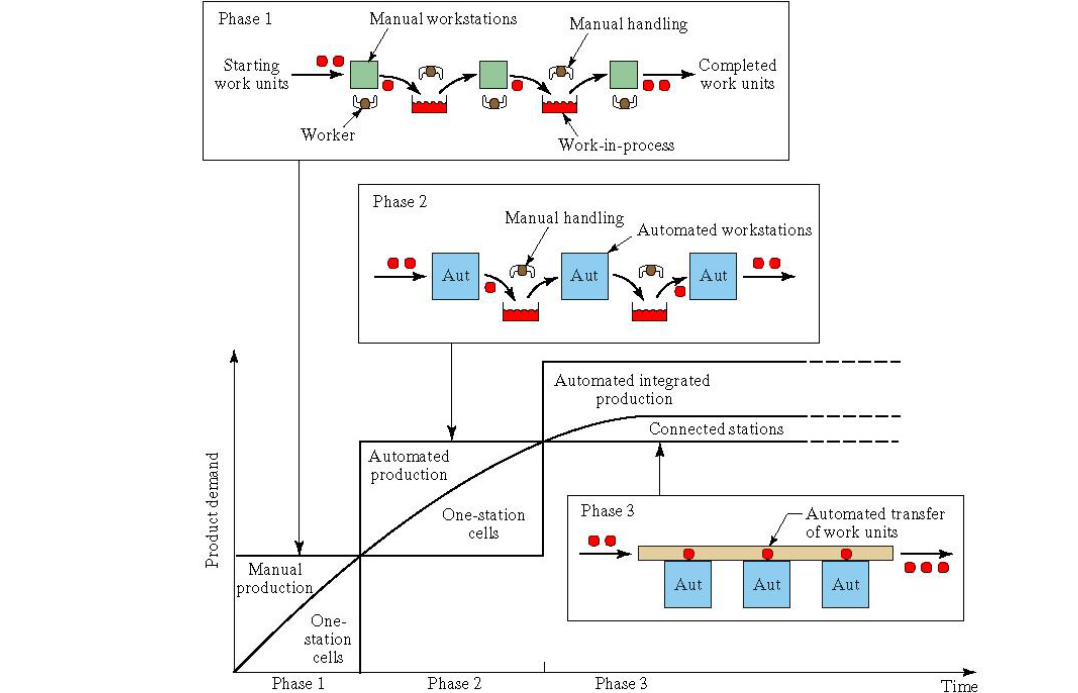 Phase 1
Manual workstations
Manual handling
Starting
work units
Completed
work units
Worker
Work-in-process
Phase 2
Manual handling
Automated workstations
Aut
Aut
Aut
Automated integrated
production
Connected stations
Automated
production
One-station
cells
Product demand
Manual
production
One-
station
cells
Phase 3
Automated transfer
of work units
Aut
Aut
Aut
Phase 1
Phase 2
Phase 3
Time